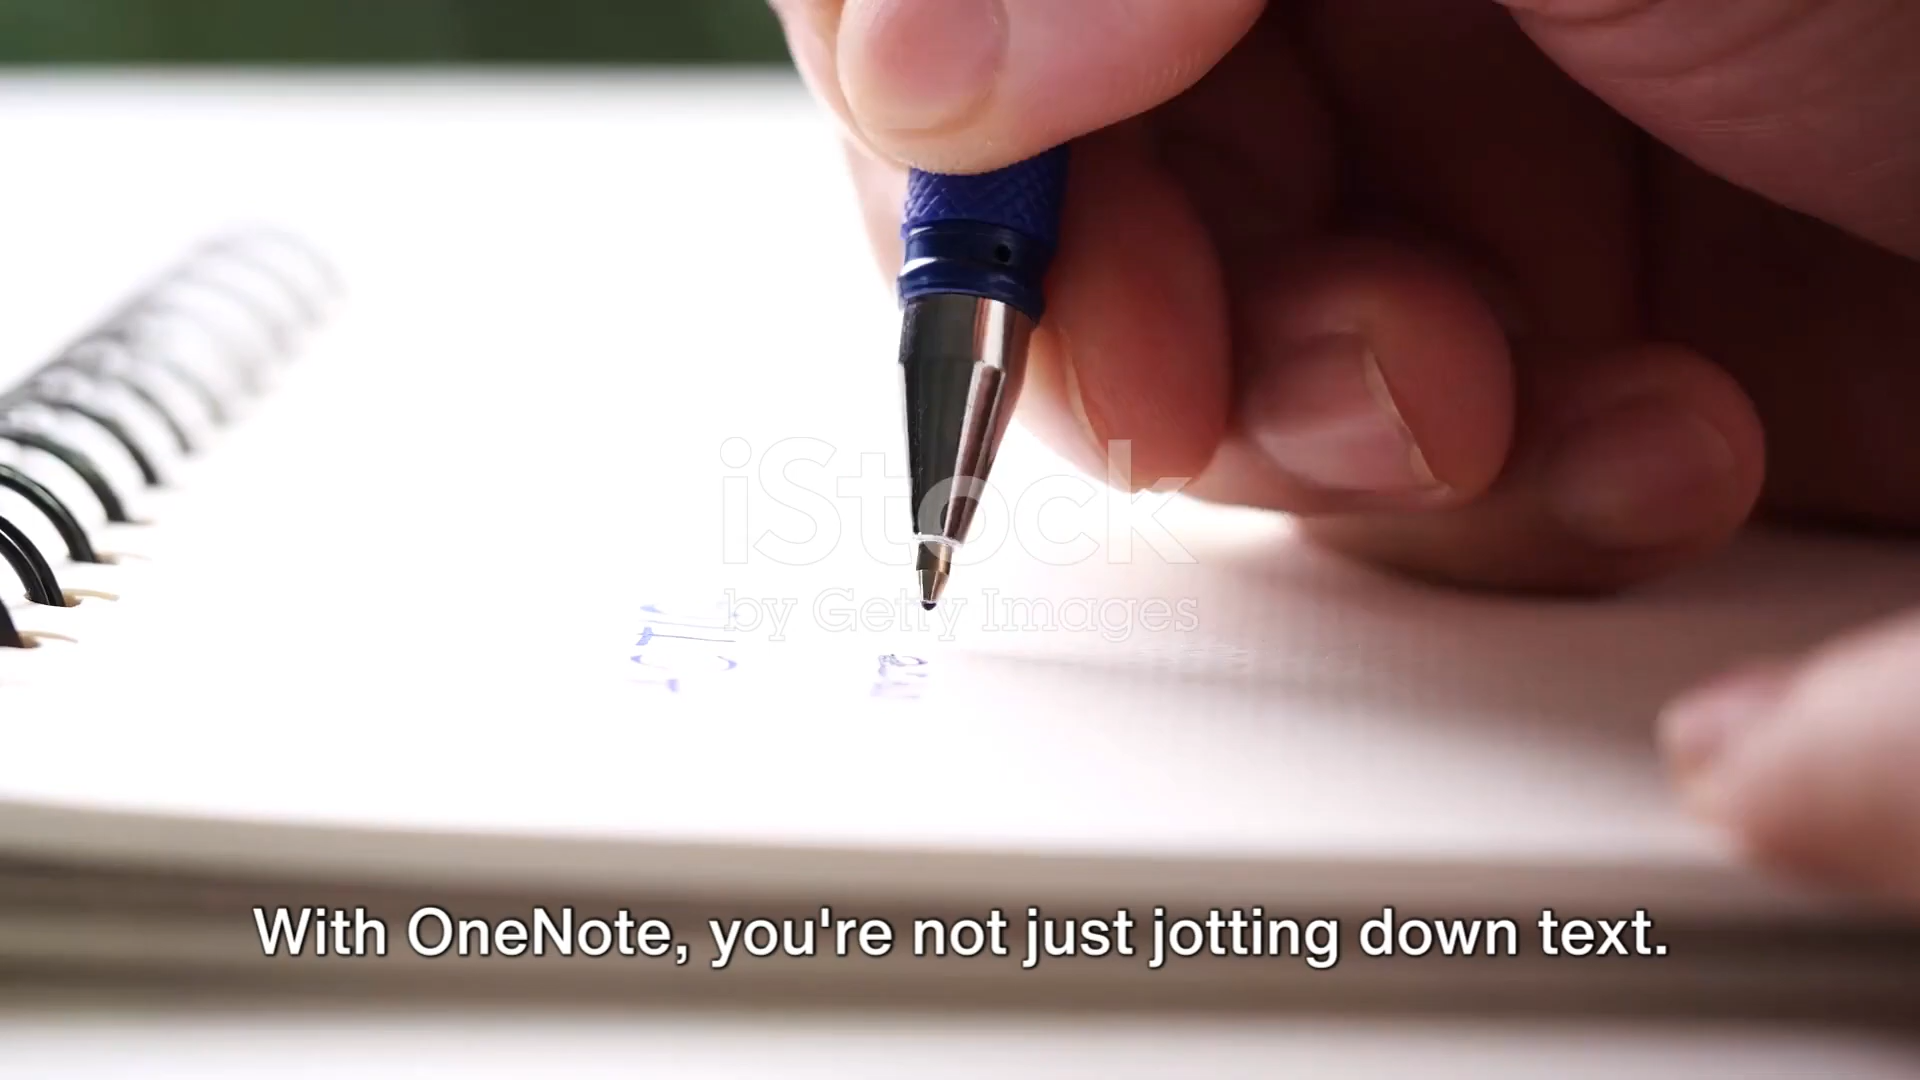 iStock
by Getty Images
With OneNote, you're not just jotting down text.